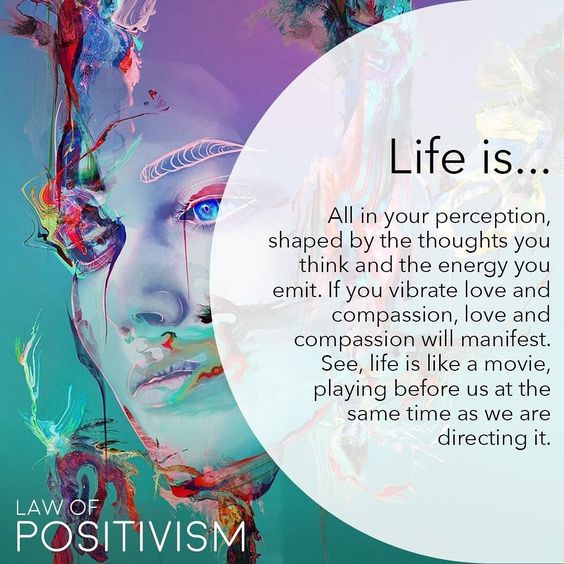 Life is...
All in your perception,
shaped by the thoughts you
think and the energy you
emit. If you vibrate love and
compassion, love and
compassion will manifest.
See, life is like a movie,
playing before us at the
same time as we are
directing it.
LAW OF
POSITIVISM